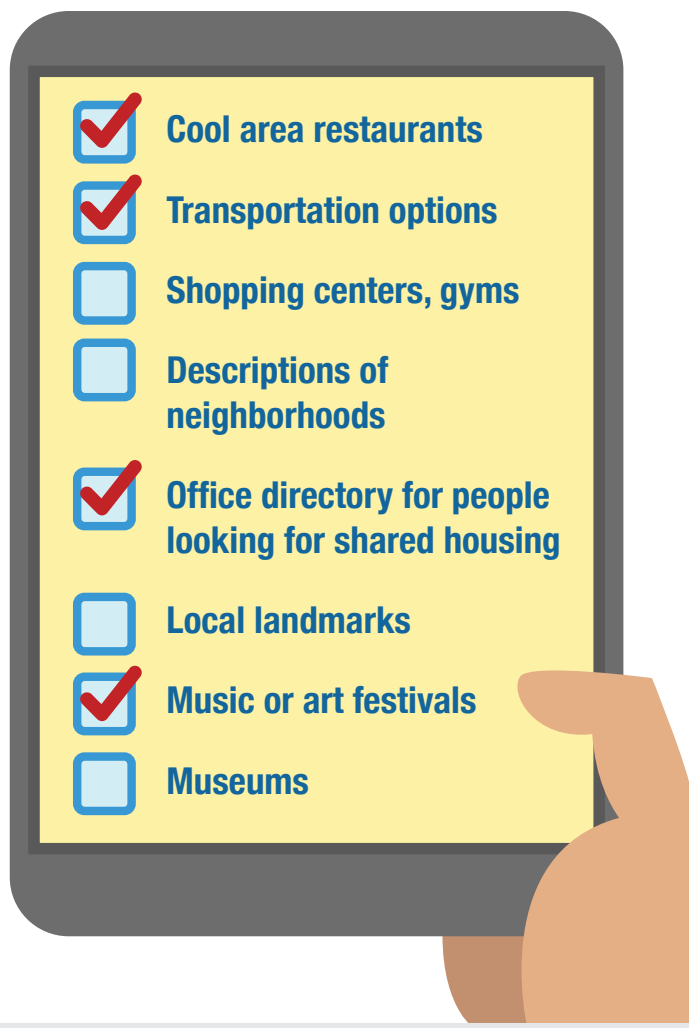 Cool area restaurants
Transportation options
Shopping centers, gyms
Descriptions of
neighborhoods
Office directory for people
looking for shared housing
Local landmarks
Music or art festivals
Museums